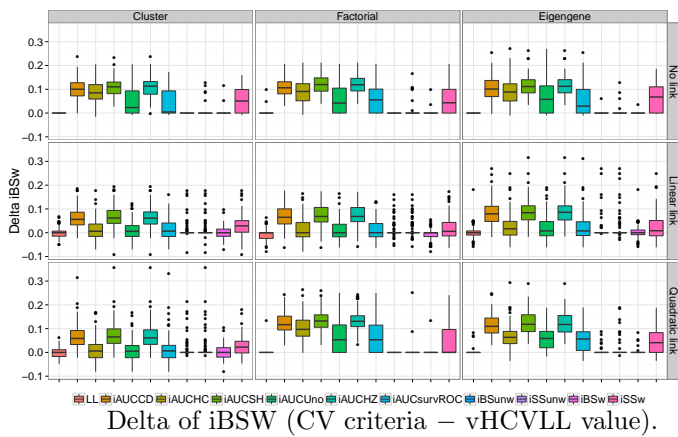 Cluster Factorial Eigengene
0.3
0.2
0.1
0.0
−0.1
No link
0.3
0.2
0.1
0.0
−0.1
Linear link
0.3
0.2
0.1
0.0
−0.1
Quadratic link
Delta iBSw
LL iAUCCD iAUCHC iAUCSH iAUCUno iAUCHZ iAUCsurvROC iBSunw iSSunw iBSw iSSw
Delta of iBSW (CV criteria − vHCVLL value).